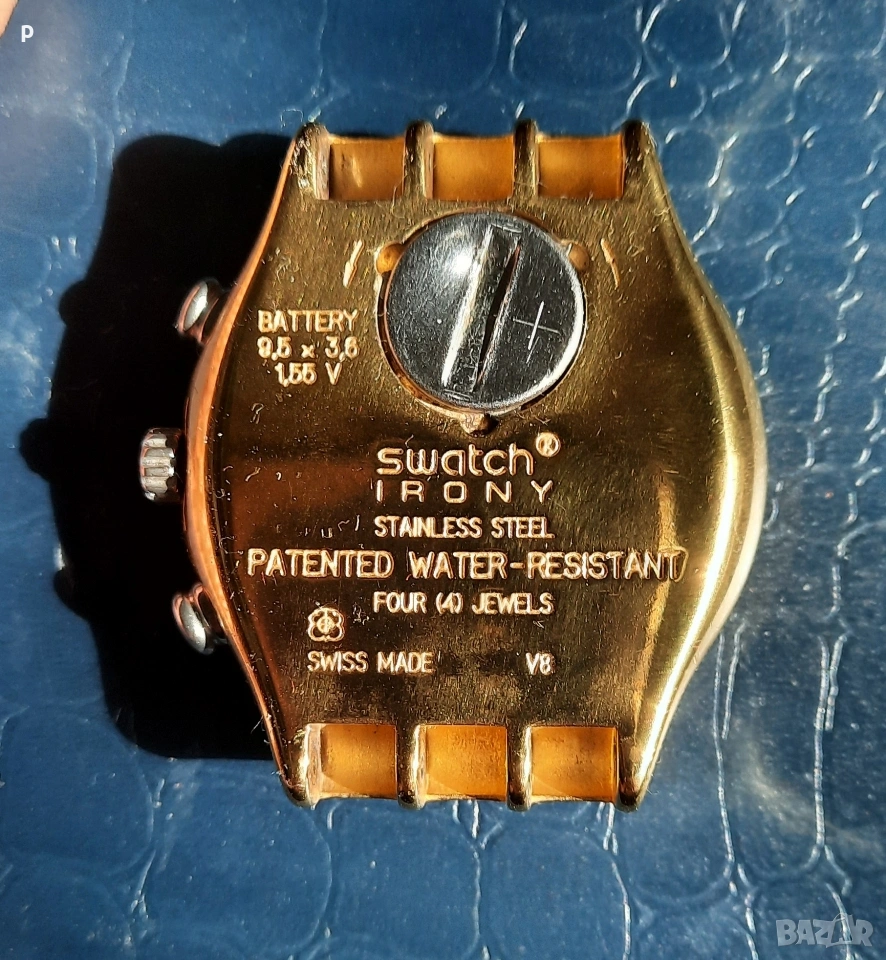 p
BATTERY
9,5 x 3,6
1,55 V
+
swatch®
IRONY
STAINLESS STEEL
PATENTED WATER-RESISTANT
FOUR (4) JEWELS
SWISS MADE V8
BAZAR